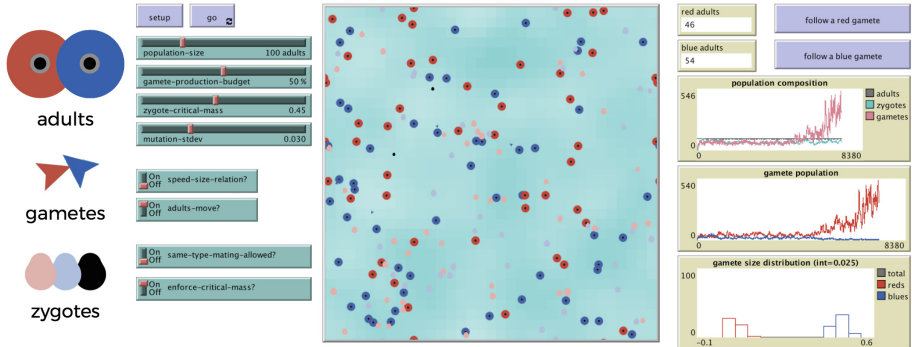 adults
gametes
zygotes
setup
go
population-size 100 adults
gamete-production-budget 50 %
zygote-critical-mass 0.45
mutation-stdev 0.030
On
Off
speed-size-relation?
On
Off
adults-move?
On
Off
same-type-mating-allowed?
On
Off
enforce-critical-mass?
red adults
46
follow a red gamete
blue adults
54
follow a blue gamete
population composition
546
0
0 8380
adults
zygotes
gametes
gamete population
540
0
0 8380
gamete size distribution (int=0.025)
100
0
-0.1 0.6
total
reds
blues